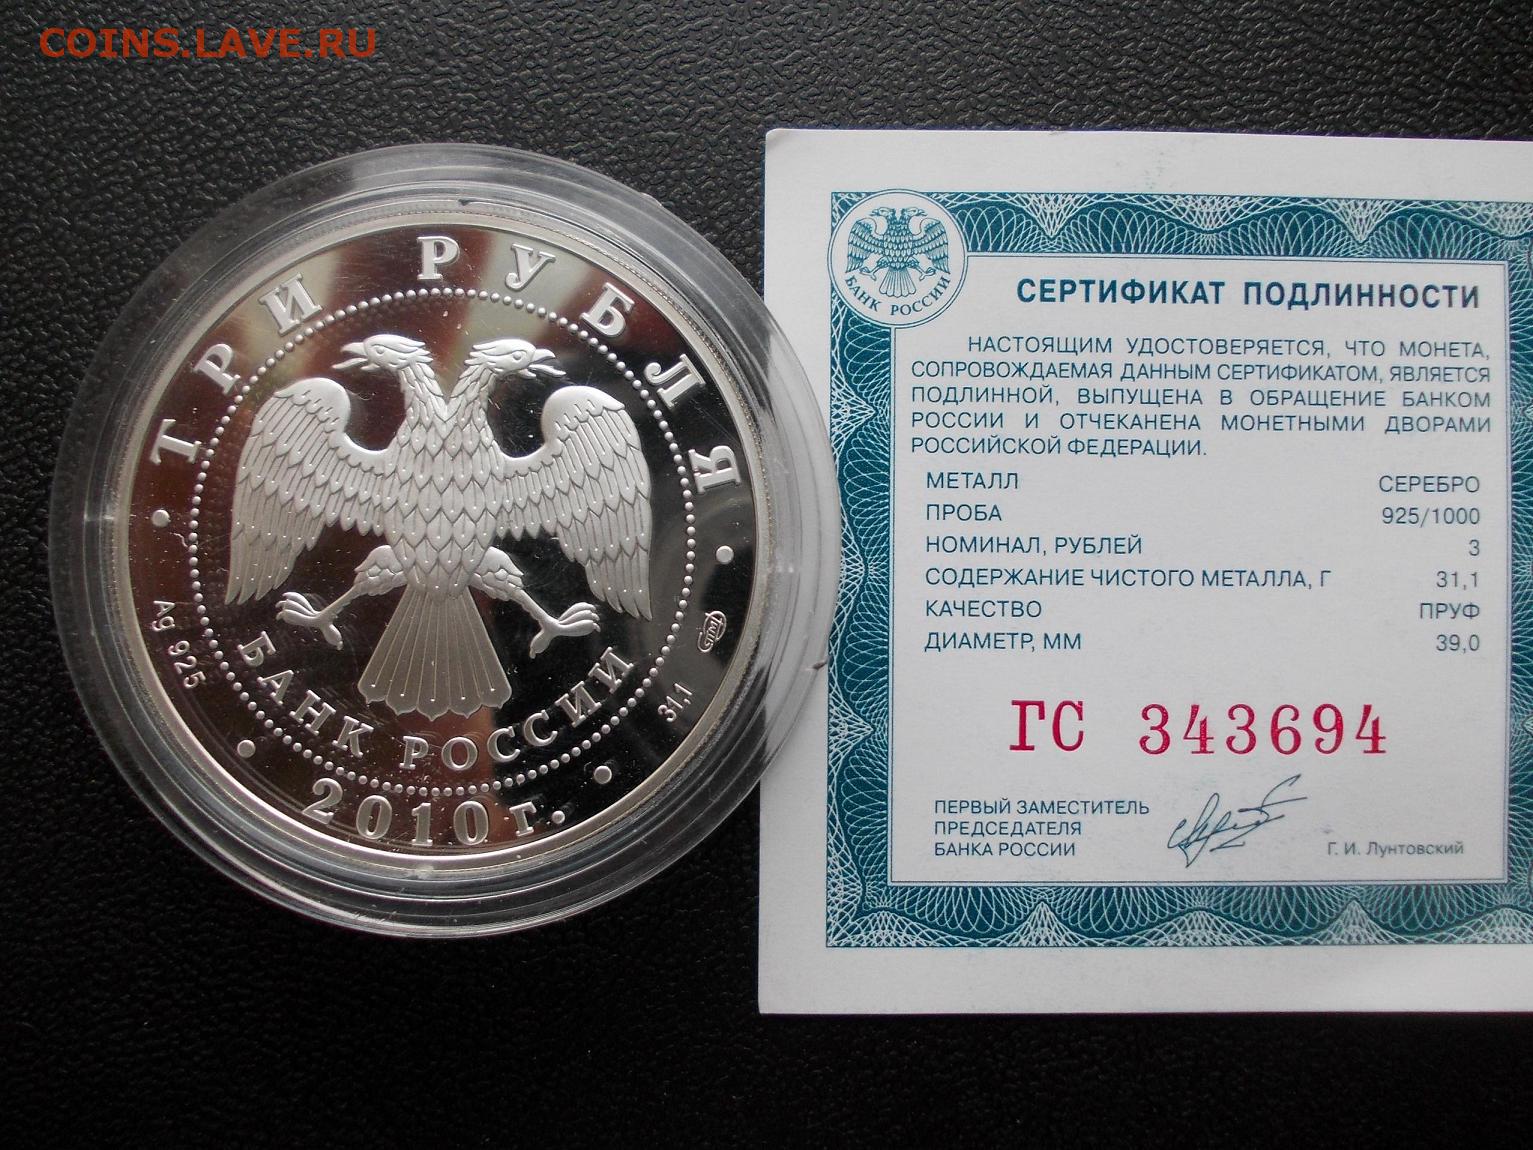 COINS.LAVE.RU
ТРИ РУБЛЯ
Ag 925
БАНК РОССИИ
31,1
СПМД
2010 г.
БАНК РОССИИ
СЕРТИФИКАТ ПОДЛИННОСТИ
НАСТОЯЩИМ УДОСТОВЕРЯЕТСЯ, ЧТО МОНЕТА,
СОПРОВОЖДАЕМАЯ ДАННЫМ СЕРТИФИКАТОМ, ЯВЛЯЕТСЯ
ПОДЛИННОЙ, ВЫПУЩЕНА В ОБРАЩЕНИЕ БАНКОМ
РОССИИ И ОТЧЕКАНЕНА МОНЕТНЫМИ ДВОРАМИ
РОССИЙСКОЙ ФЕДЕРАЦИИ.
МЕТАЛЛ СЕРЕБРО
ПРОБА 925/1000
НОМИНАЛ, РУБЛЕЙ 3
СОДЕРЖАНИЕ ЧИСТОГО МЕТАЛЛА, Г 31,1
КАЧЕСТВО ПРУФ
ДИАМЕТР, ММ 39,0
ГС 343694
ПЕРВЫЙ ЗАМЕСТИТЕЛЬ
ПРЕДСЕДАТЕЛЯ
БАНКА РОССИИ Г. И. Лунтовский